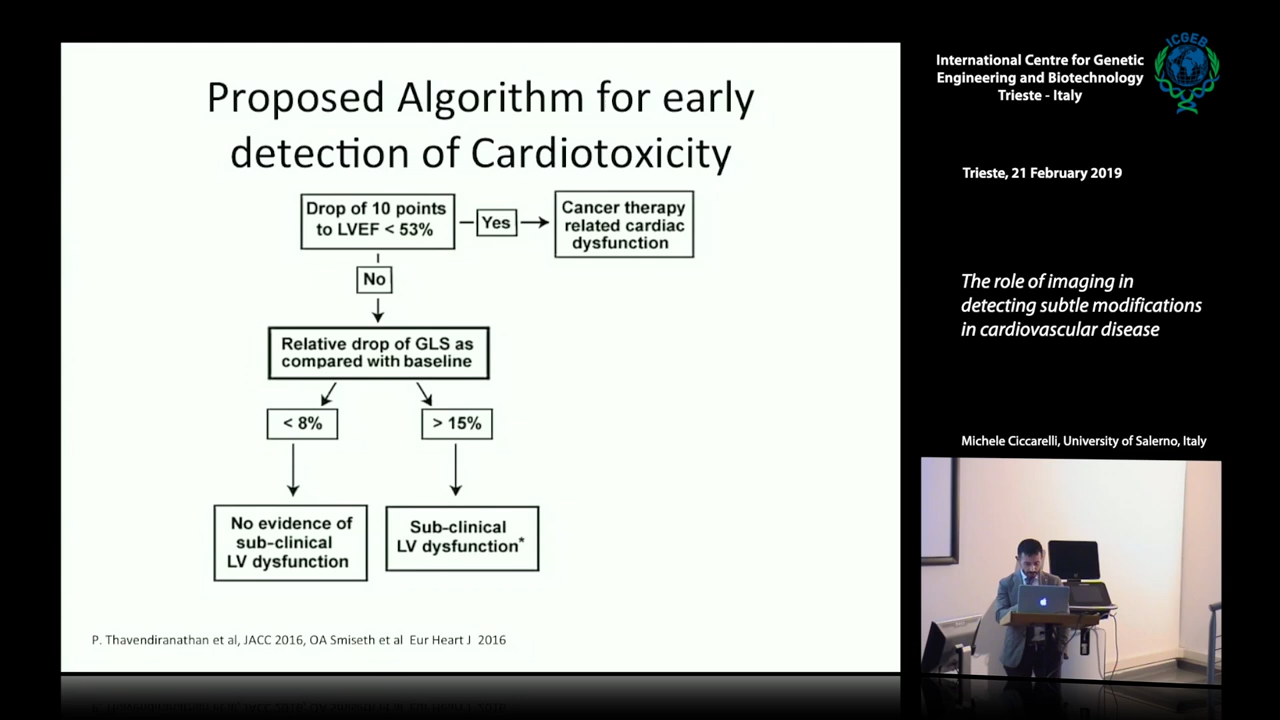 Proposed Algorithm for early
detection of Cardiotoxicity
Drop of 10 points
to LVEF < 53%
Yes
Cancer therapy
related cardiac
dysfunction
No
Relative drop of GLS as
compared with baseline
< 8%
> 15%
No evidence of
sub-clinical
LV dysfunction
Sub-clinical
LV dysfunction*
P. Thavendiranathan et al, JACC 2016, OA Smiseth et al Eur Heart J 2016
International Centre for Genetic
Engineering and Biotechnology
Trieste - Italy
ICGEB
Trieste, 21 February 2019
The role of imaging in
detecting subtle modifications
in cardiovascular disease
Michele Ciccarelli, University of Salerno, Italy